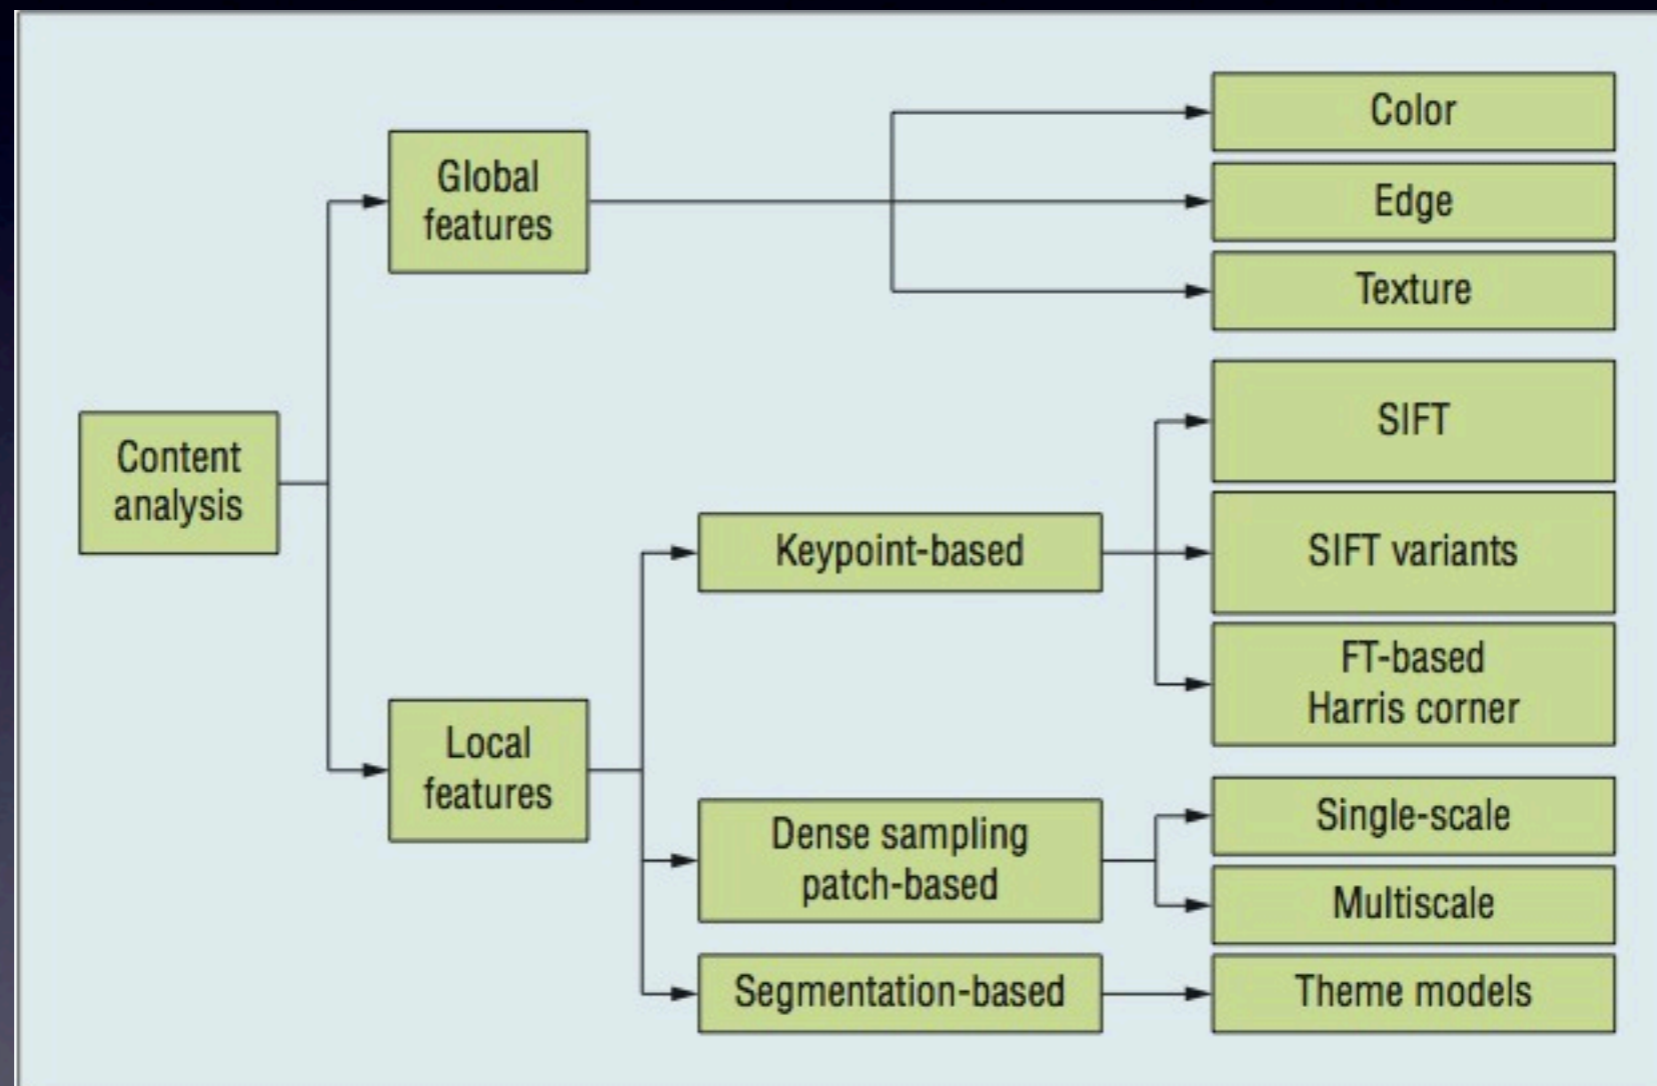 Content
analysis
Global
features
Color
Edge
Texture
Local
features
Keypoint-based
SIFT
SIFT variants
FT-based
Harris corner
Dense sampling
patch-based
Single-scale
Multiscale
Segmentation-based
Theme models